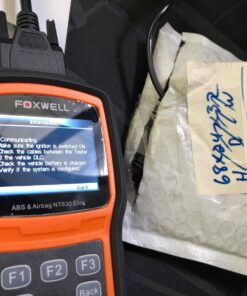 FOXWELL
Information
Communicating
Make sure the ignition is switched ON
Check the cables between the Tester
d the vehicle DLC.
Check the vehicle battery is charged
Verify if the system is configured
Back
ABS & Airbag NT630 Elite
F1
F2
F3
Back